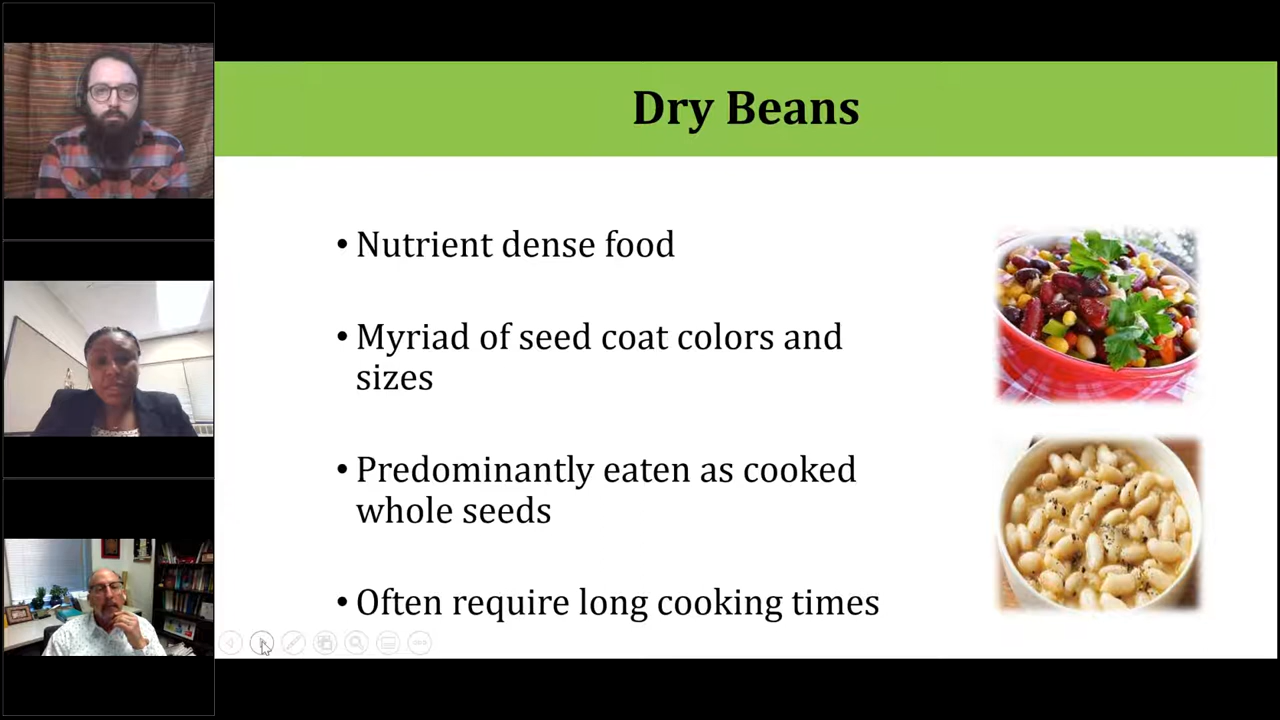 Dry Beans
• Nutrient dense food
• Myriad of seed coat colors and
sizes
• Predominantly eaten as cooked
whole seeds
• Often require long cooking times